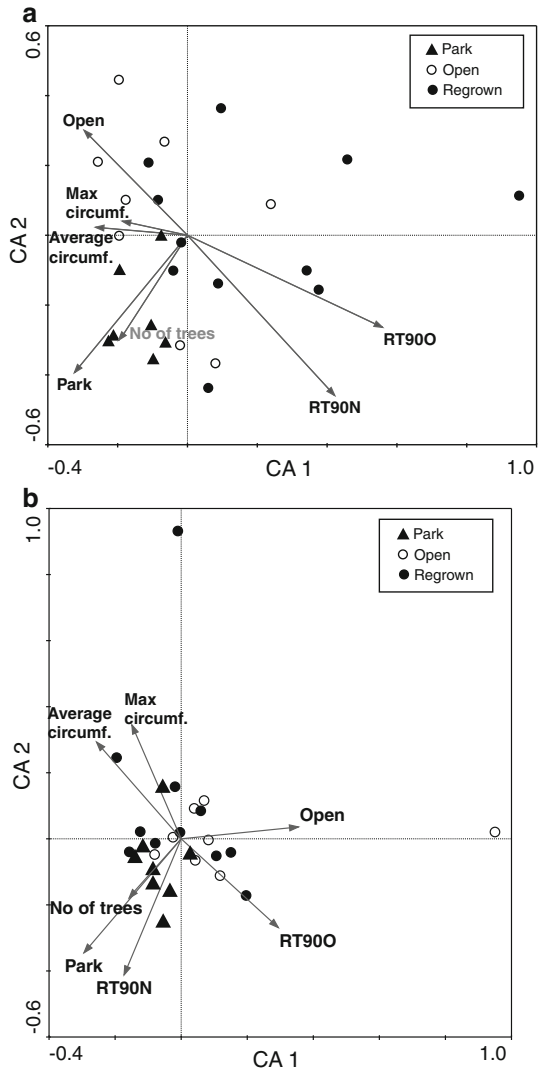 a
0.6
Park
Open
Regrown
Open
Max
circumf.
Average
circumf.
CA 2
No of trees
RT90O
Park
RT90N
-0.6
-0.4
CA 1
1.0
b
1.0
Park
Open
Regrown
Max
Average
circumf.
circumf.
CA 2
Open
No of trees
RT90O
Park
RT90N
-0.6
-0.4
CA 1
1.0